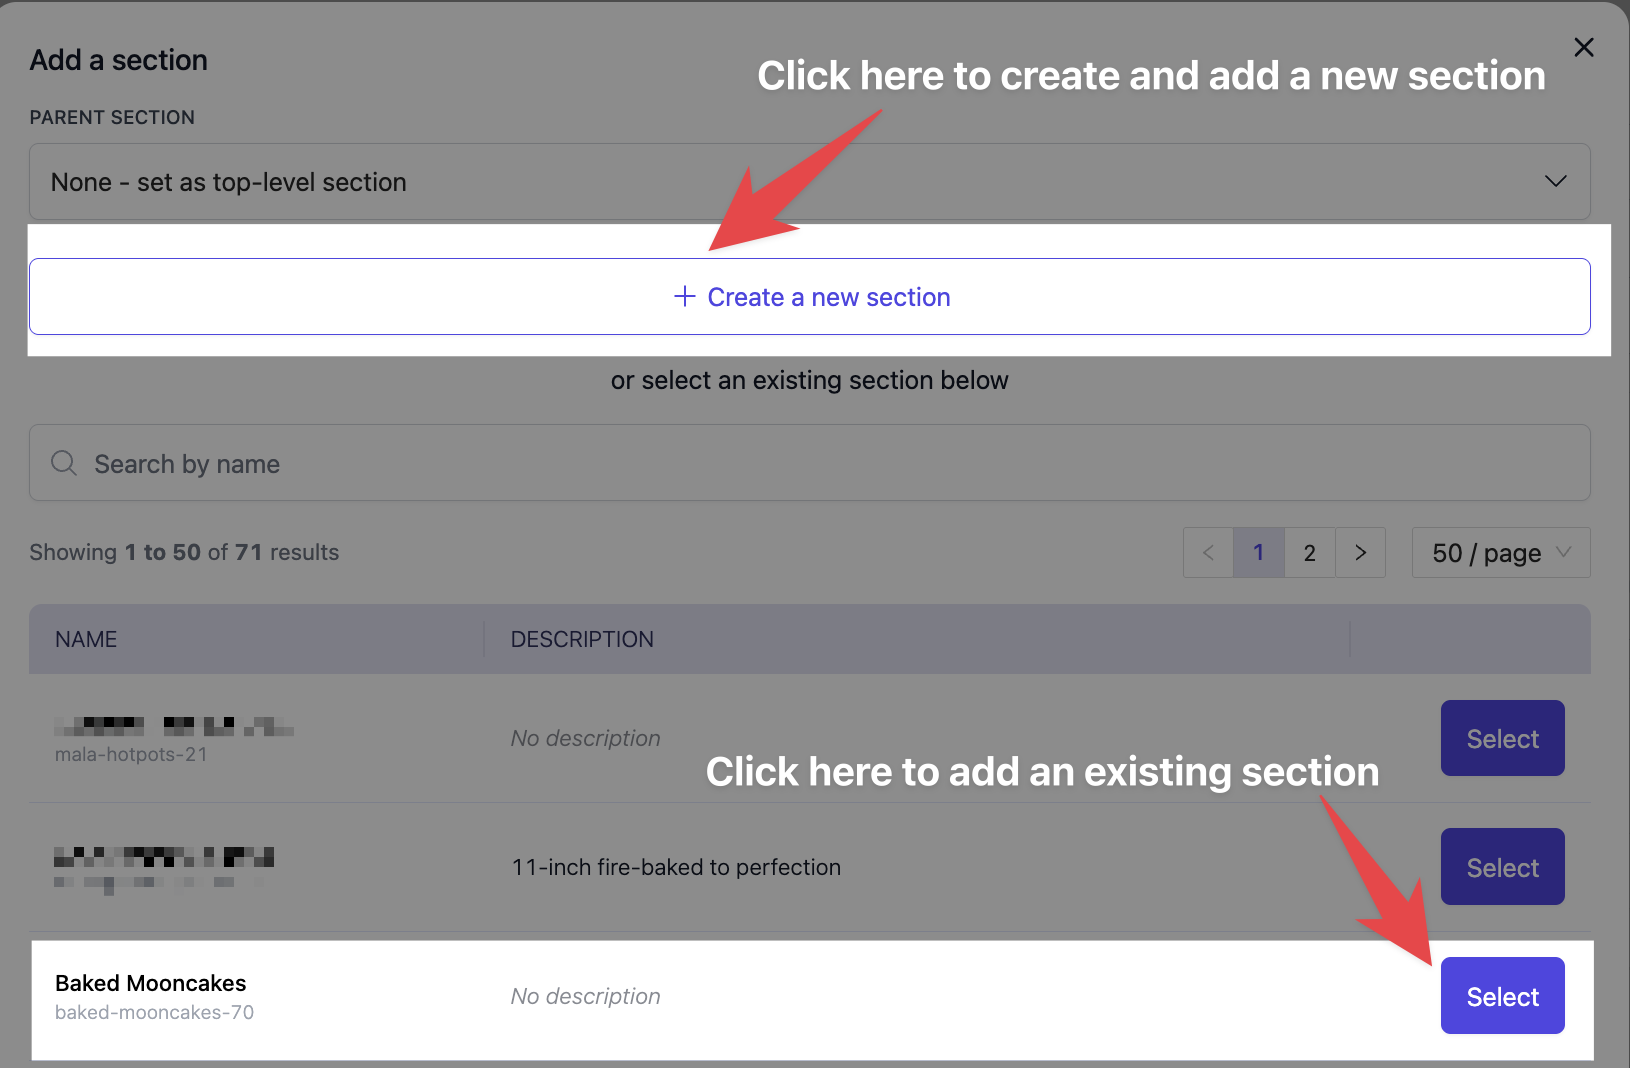 Add a section
Click here to create and add a new section
PARENT SECTION
None - set as top-level section
+ Create a new section
or select an existing section below
Search by name
Showing 1 to 50 of 71 results
< 1 2 > 50 / page
NAME DESCRIPTION
mala-hotpots-21
No description
Select
Click here to add an existing section
11-inch fire-baked to perfection
Select
Baked Mooncakes
baked-mooncakes-70
No description
Select